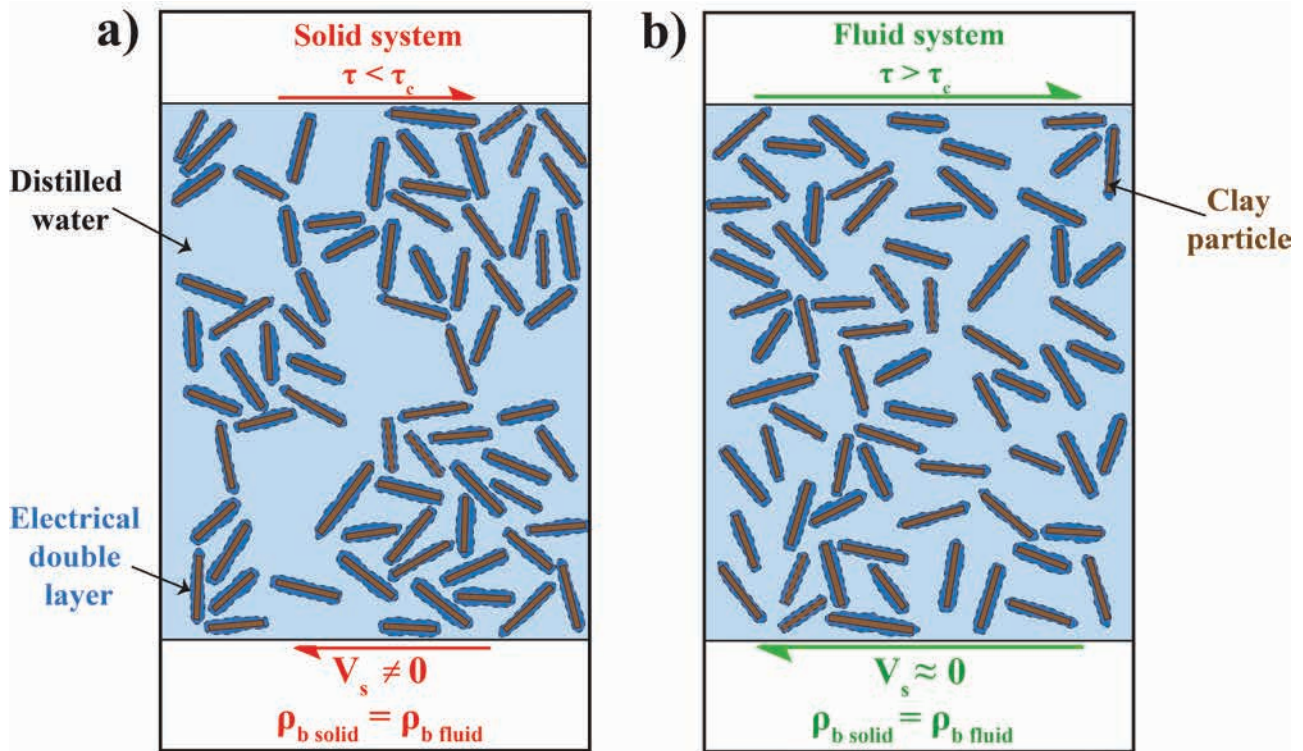 a)
Solid system
τ < τc
Distilled
water
Electrical
double
layer
Vs ≠ 0
ρb solid = ρb fluid
b)
Fluid system
τ > τc
Clay
particle
Vs ≈ 0
ρb solid = ρb fluid